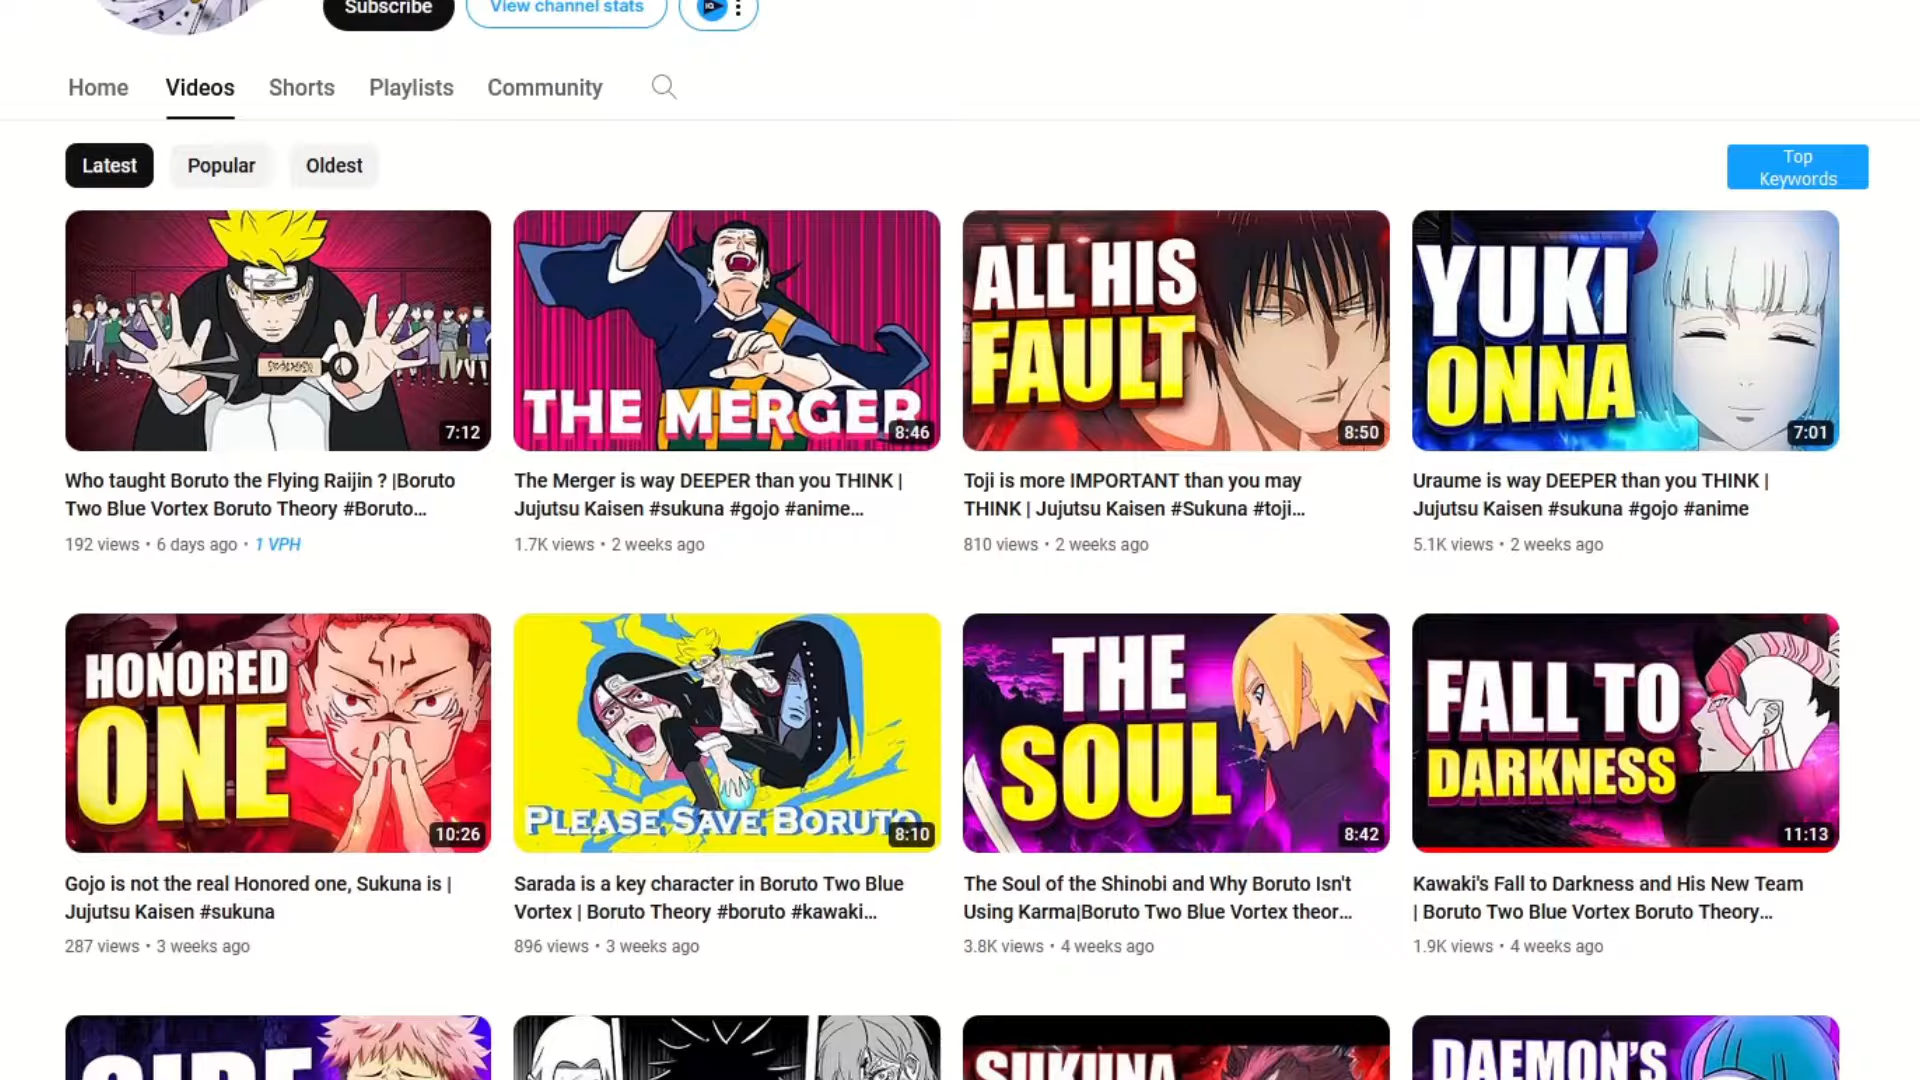 Subscribe
View channel stats
Home
Videos
Shorts
Playlists
Community
Latest
Popular
Oldest
Top
Keywords
7:12
THE MERGER
8:46
ALL HIS
FAULT
8:50
YUKI
ONNA
7:01
Who taught Boruto the Flying Raijin ? |Boruto
Two Blue Vortex Boruto Theory #Boruto...
192 views • 6 days ago • 1 VPH
The Merger is way DEEPER than you THINK |
Jujutsu Kaisen #sukuna #gojo #anime...
1.7K views • 2 weeks ago
Toji is more IMPORTANT than you may
THINK | Jujutsu Kaisen #Sukuna #toji...
810 views • 2 weeks ago
Uraume is way DEEPER than you THINK |
Jujutsu Kaisen #sukuna #gojo #anime
5.1K views • 2 weeks ago
HONORED
ONE
10:26
PLEASE SAVE BORUTO
8:10
THE
SOUL
8:42
FALL TO
DARKNESS
11:13
Gojo is not the real Honored one, Sukuna is |
Jujutsu Kaisen #sukuna
287 views • 3 weeks ago
Sarada is a key character in Boruto Two Blue
Vortex | Boruto Theory #boruto #kawaki...
896 views • 3 weeks ago
The Soul of the Shinobi and Why Boruto Isn't
Using Karma|Boruto Two Blue Vortex theor...
3.8K views • 4 weeks ago
Kawaki's Fall to Darkness and His New Team
| Boruto Two Blue Vortex Boruto Theory...
1.9K views • 4 weeks ago
SUKUNA
DAEMON'S